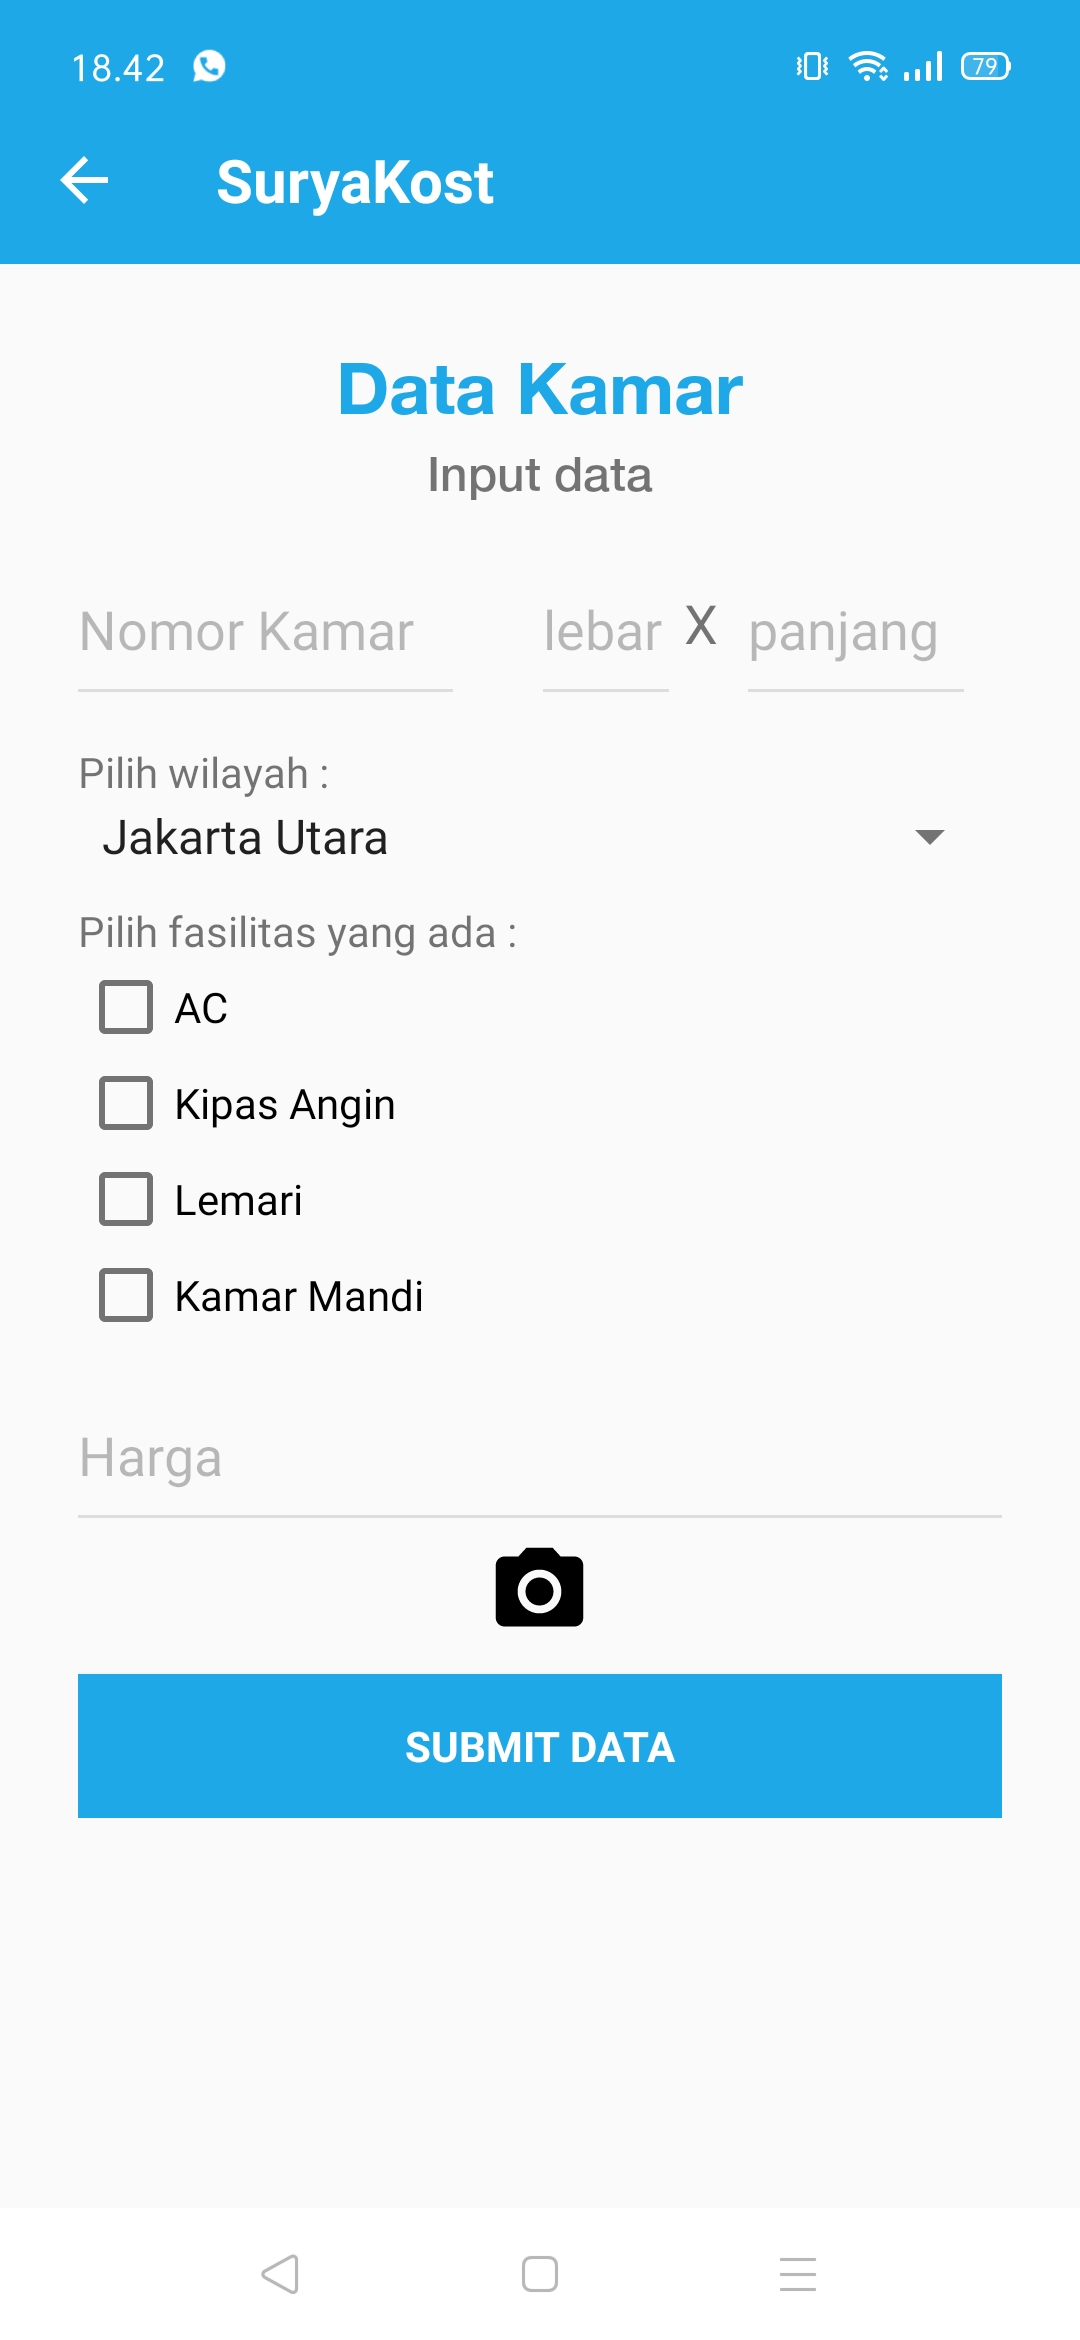 18.42
79
SuryaKost
Data Kamar
Input data
Nomor Kamar lebar X panjang
Pilih wilayah :
Jakarta Utara
Pilih fasilitas yang ada :
AC
Kipas Angin
Lemari
Kamar Mandi
Harga
SUBMIT DATA